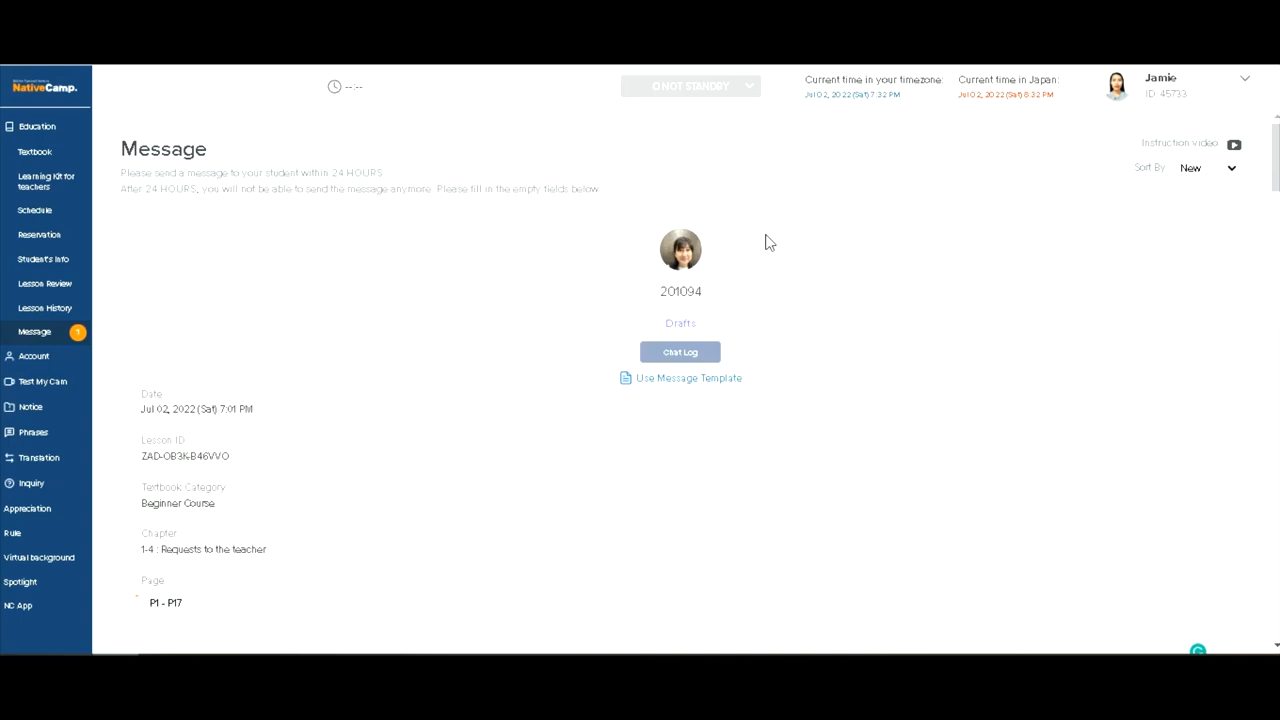 NativeCamp.
--:--
NOT STANDBY
Current time in your timezone:
Jul 02, 2022 (Sat) 7:32 PM
Current time in Japan:
Jul 02, 2022 (Sat) 8:32 PM
Jamie
ID: 45733
Education
Textbook
Learning Kit for
teachers
Schedule
Reservation
Student's Info
Lesson Review
Lesson History
Message
1
Account
Test My Cam
Notice
Phrases
Translation
Inquiry
Appreciation
Rule
Virtual background
Spotlight
NC App
Message
Please send a message to your student within 24 HOURS
After 24 HOURS, you will not be able to send the message anymore. Please fill in the empty fields below
Instruction video
Sort By
New
201094
Drafts
Chat Log
Use Message Template
Date
Jul 02, 2022 (Sat) 7:01 PM
Lesson ID
Textbook Category
Beginner Course
Chapter
1-4 : Requests to the teacher
Page
P1 - P17